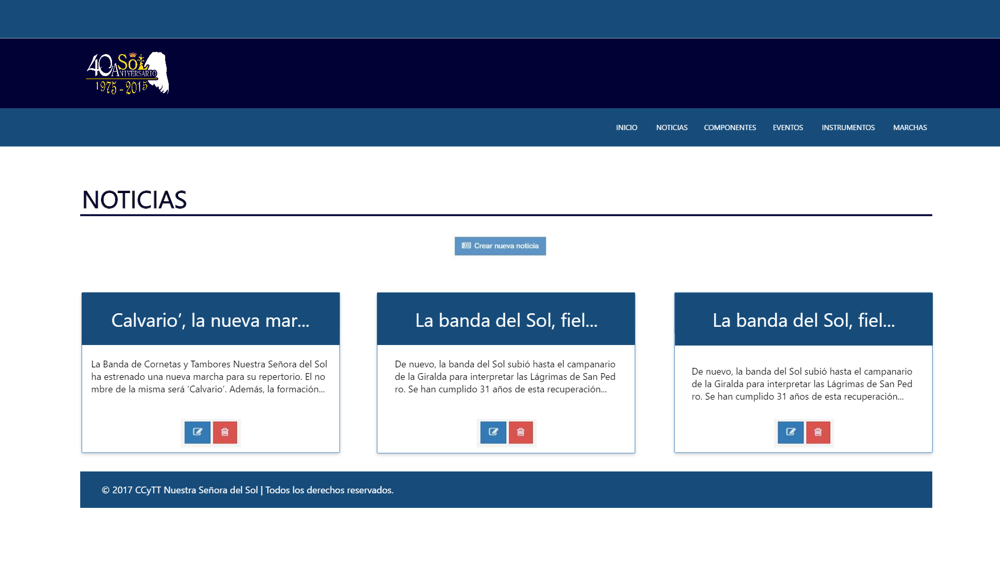 40 ANIVERSARIO SOL
1975 - 2015
INICIO NOTICIAS COMPONENTES EVENTOS INSTRUMENTOS MARCHAS
NOTICIAS
Crear nueva noticia
Calvario’, la nueva mar...
La Banda de Cornetas y Tambores Nuestra Señora del Sol
ha estrenado una nueva marcha para su repertorio. El no
mbre de la misma será ‘Calvario’. Además, la formación...
La banda del Sol, fiel...
De nuevo, la banda del Sol subió hasta el campanario
de la Giralda para interpretar las Lágrimas de San Ped
ro. Se han cumplido 31 años de esta recuperación...
La banda del Sol, fiel...
De nuevo, la banda del Sol subió hasta el campanario
de la Giralda para interpretar las Lágrimas de San Ped
ro. Se han cumplido 31 años de esta recuperación...
© 2017 CCyTT Nuestra Señora del Sol | Todos los derechos reservados.